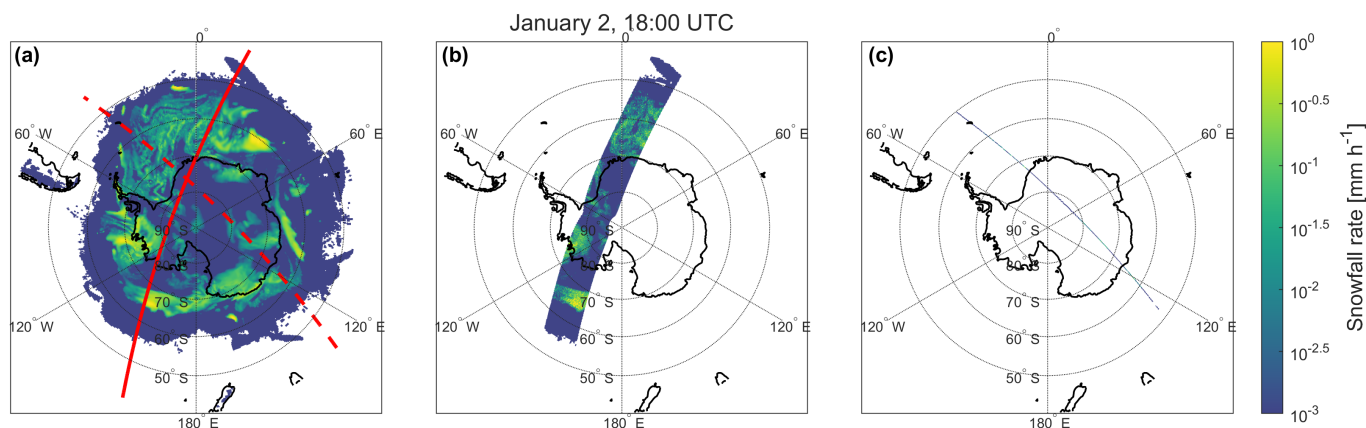 January 2, 18:00 UTC
(a)
0°
60° W
60° E
90° S
80° S
70° S
60° S
50° S
120° W
120° E
180° E
(b)
0°
60° W
60° E
90° S
80° S
70° S
60° S
50° S
120° W
120° E
180° E
(c)
0°
60° W
60° E
90° S
80° S
70° S
60° S
50° S
120° W
120° E
180° E
10^0
10^-0.5
10^-1
10^-1.5
10^-2
10^-2.5
10^-3
Snowfall rate [mm h^-1]